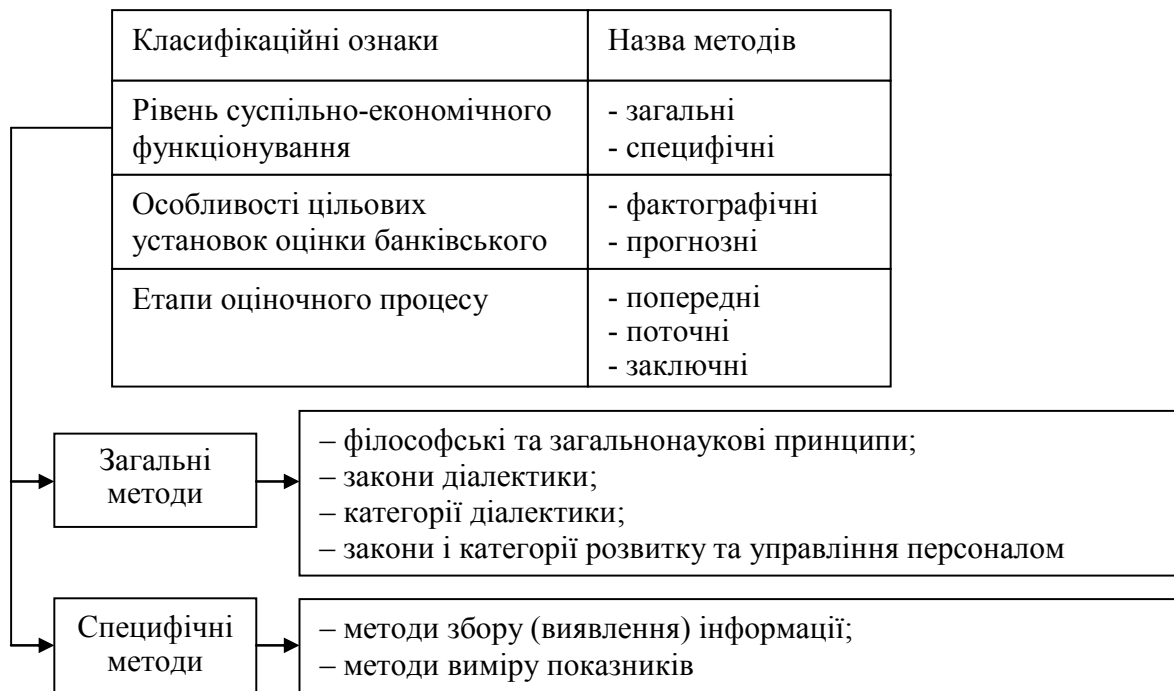 Класифікаційні ознаки
Назва методів
Рівень суспільно-економічного
функціонування
- загальні
- специфічні
Особливості цільових
установок оцінки банківського
- фактографічні
- прогнозні
Етапи оціночного процесу
- попередні
- поточні
- заключні
Загальні
методи
– філософські та загальнонаукові принципи;
– закони діалектики;
– категорії діалектики;
– закони і категорії розвитку та управління персоналом
Специфічні
методи
– методи збору (виявлення) інформації;
– методи виміру показників